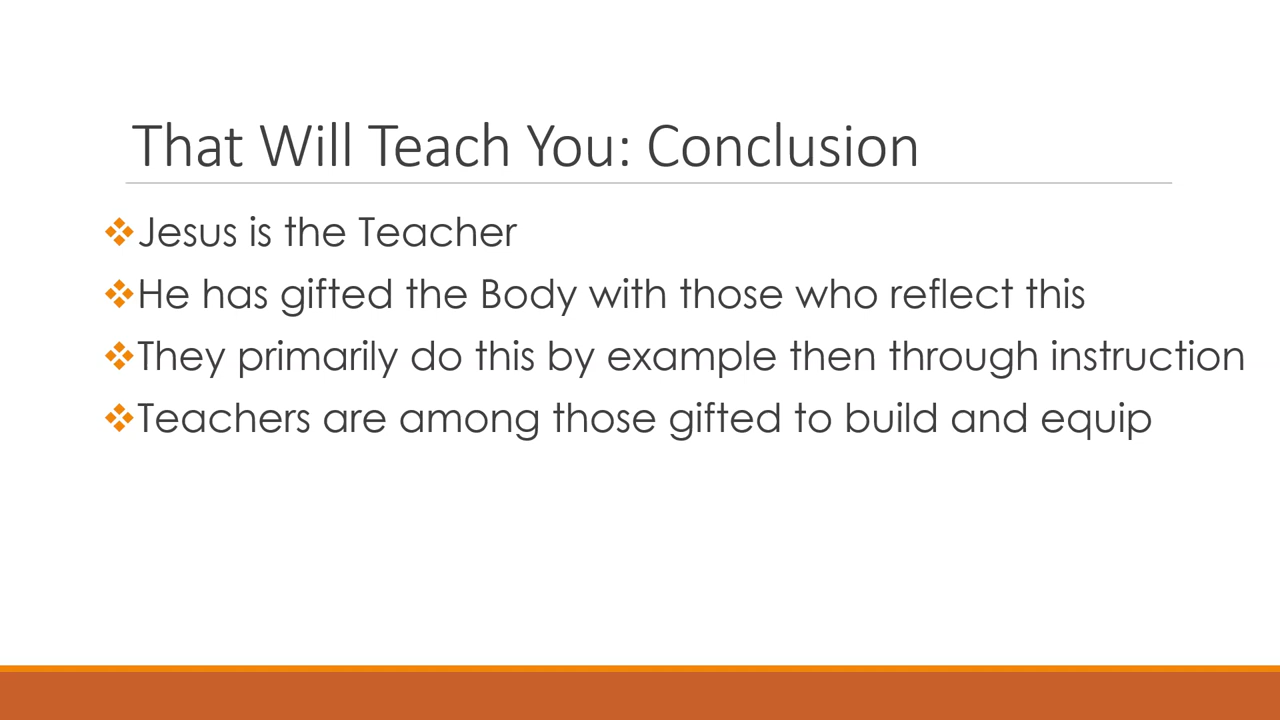 That Will Teach You: Conclusion
❖Jesus is the Teacher
❖He has gifted the Body with those who reflect this
❖They primarily do this by example then through instruction
❖Teachers are among those gifted to build and equip